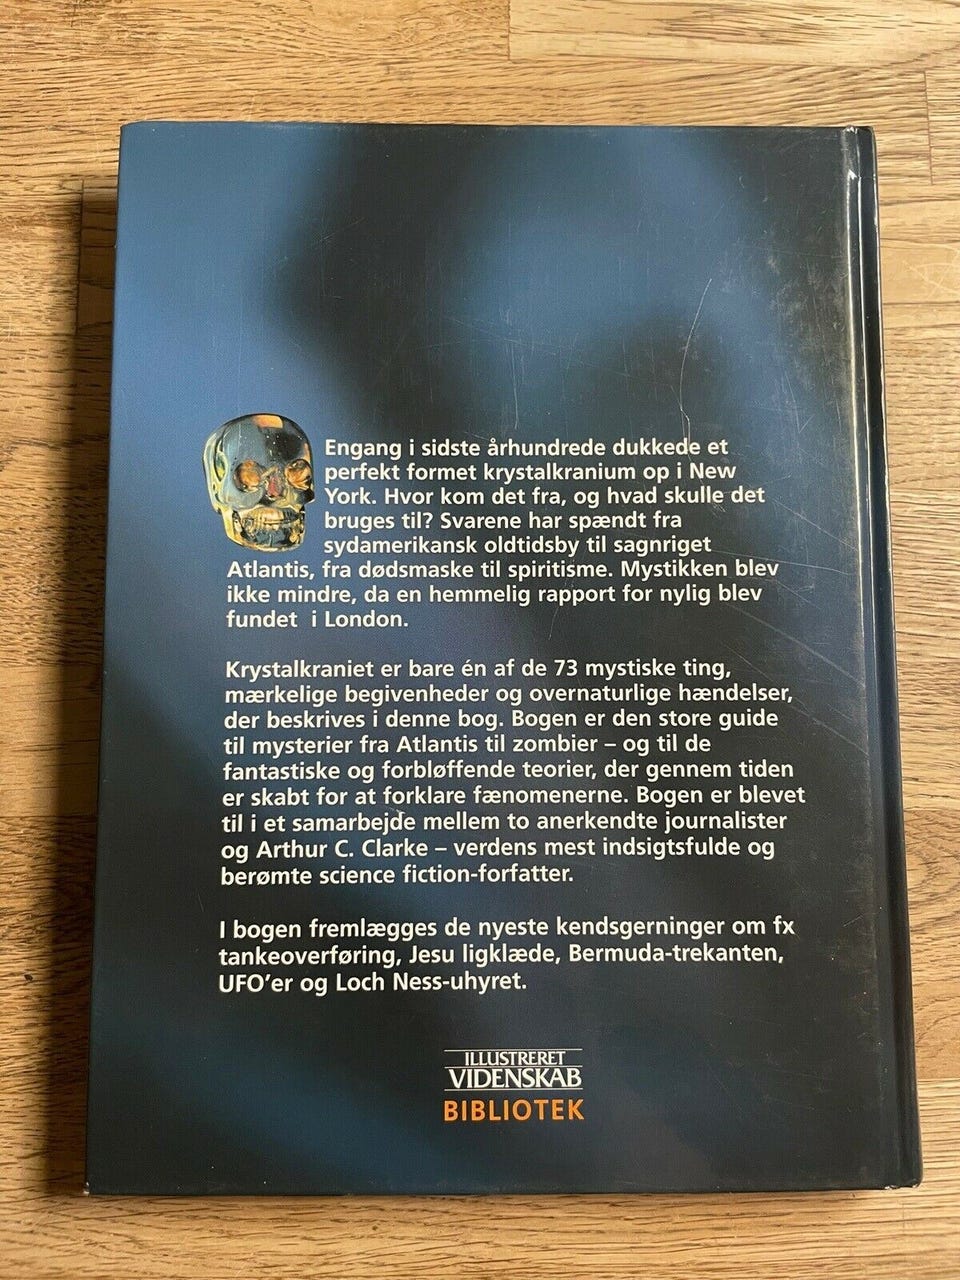 Engang i sidste århundrede dukkede et
perfekt formet krystalkranium op i New
York. Hvor kom det fra, og hvad skulle det
bruges til? Svarene har spændt fra
sydamerikansk oldtidsby til sagnriget
Atlantis, fra dødsmaske til spiritisme. Mystikken blev
ikke mindre, da en hemmelig rapport for nylig blev
fundet i London.
Krystalkraniet er bare én af de 73 mystiske ting,
mærkelige begivenheder og overnaturlige hændelser,
der beskrives i denne bog. Bogen er den store guide
til mysterier fra Atlantis til zombier – og til de
fantastiske og forbløffende teorier, der gennem tiden
er skabt for at forklare fænomenerne. Bogen er blevet
til i et samarbejde mellem to anerkendte journalister
og Arthur C. Clarke – verdens mest indsigtsfulde og
berømte science fiction-forfatter.
I bogen fremlægges de nyeste kendsgerninger om fx
tankeoverføring, Jesu ligklæde, Bermuda-trekanten,
UFO'er og Loch Ness-uhyret.
ILLUSTRERET
VIDENSKAB
BIBLIOTEK